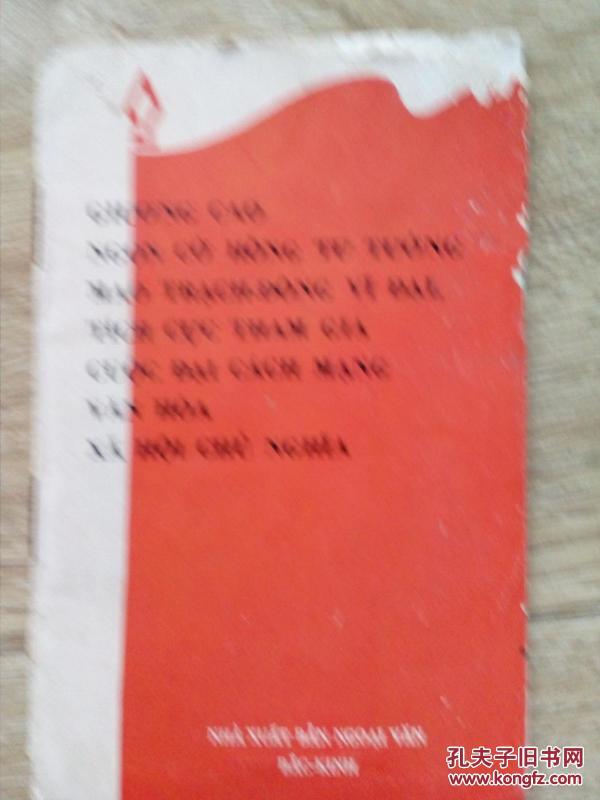 GIƯƠNG CAO
NGỌN CỜ HỒNG TƯ TƯỞNG
MAO TRẠCH-ĐÔNG VĨ ĐẠI,
TÍCH CỰC THAM GIA
CUỘC ĐẠI CÁCH MẠNG
VĂN HÓA
XÃ HỘI CHỦ NGHĨA
NHÀ XUẤT BẢN NGOẠI VĂN
BẮC-KINH
孔夫子旧书网
www.kongfz.com